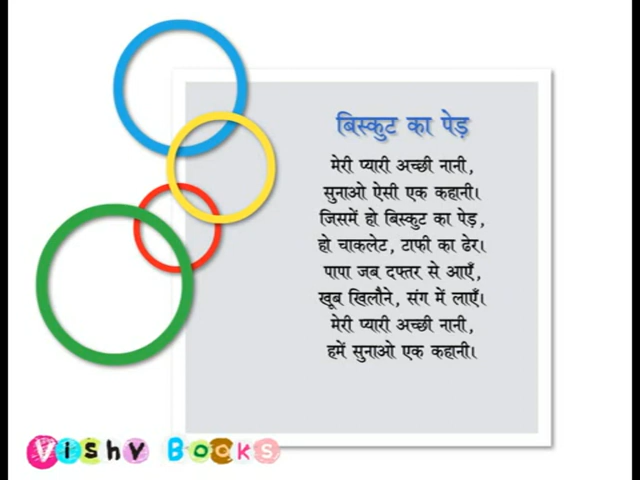 बिस्कुट का पेड़
मेरी प्यारी अच्छी नानी,
सुनाओ ऐसी एक कहानी।
जिसमें हो बिस्कुट का पेड़,
हो चाकलेट, टाफी का ढेर।
पापा जब दफ्तर से आएँ,
खूब खिलौने, संग में लाएँ।
मेरी प्यारी अच्छी नानी,
हमें सुनाओ एक कहानी।
Vishv Books